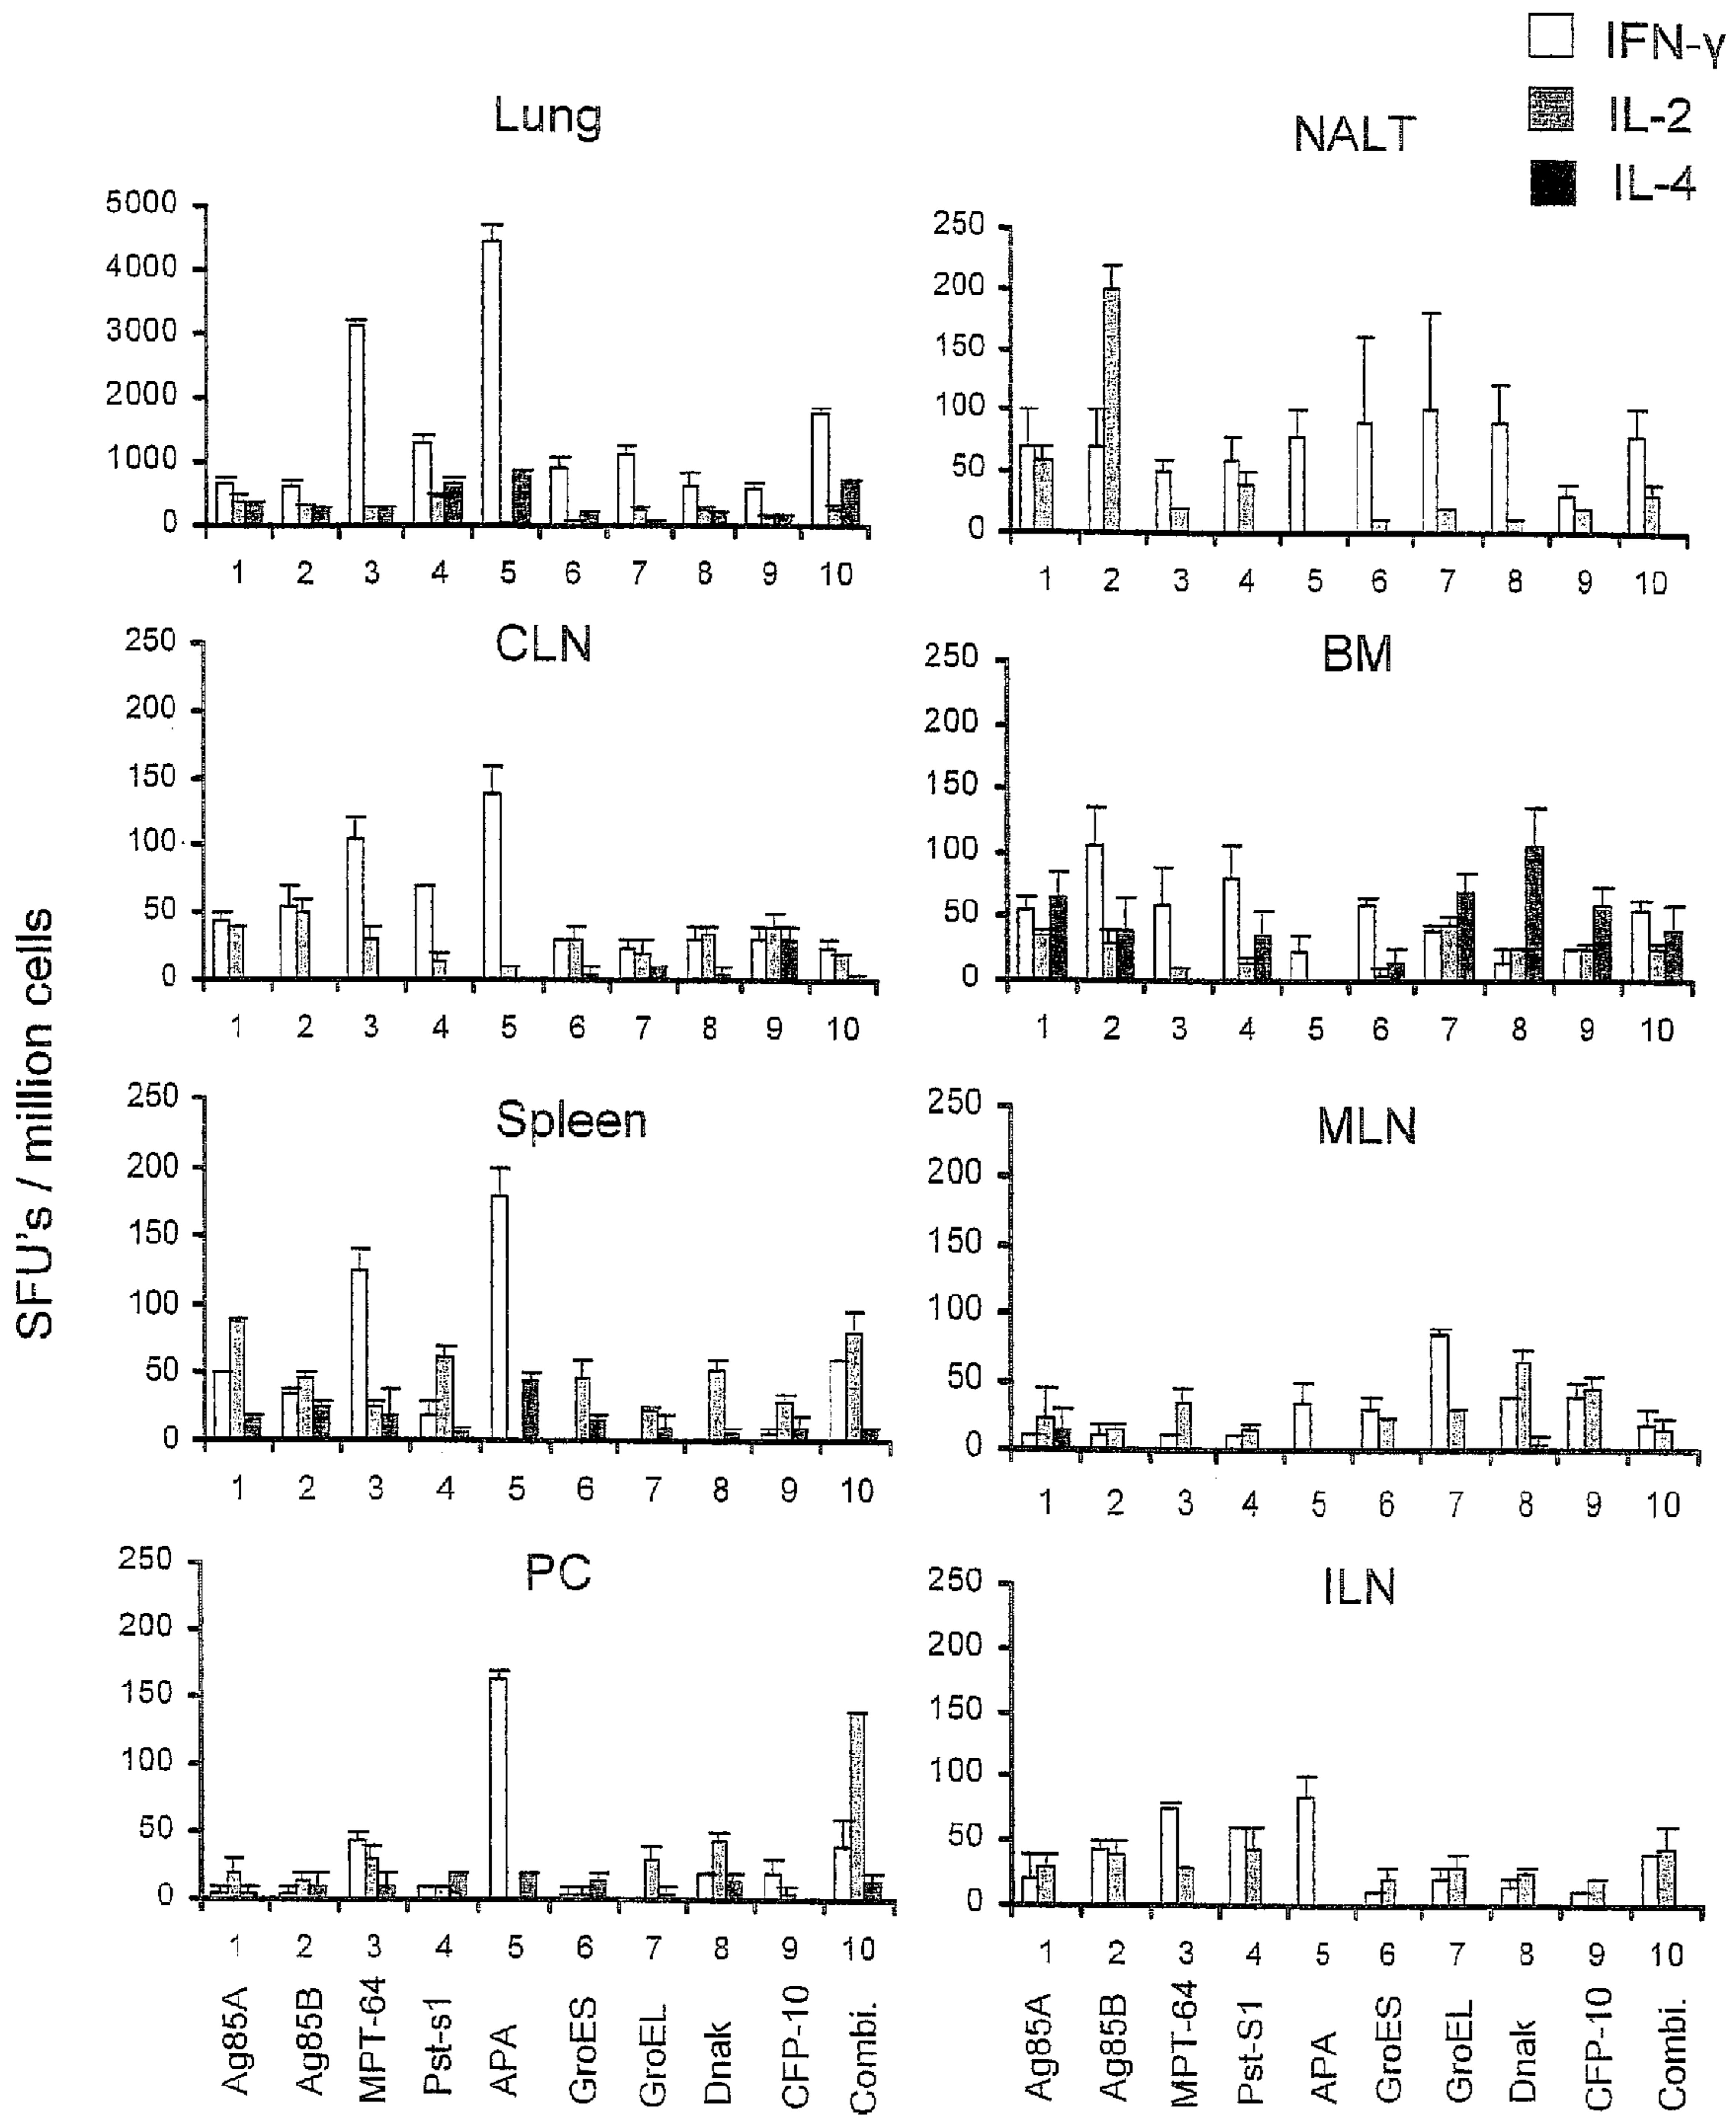 IFN-γ
IL-2
IL-4
SFU's / million cells
Lung
5000
4000
3000
2000
1000
0
1 2 3 4 5 6 7 8 9 10
NALT
250
200
150
100
50
0
1 2 3 4 5 6 7 8 9 10
CLN
250
200
150
100
50
0
1 2 3 4 5 6 7 8 9 10
BM
250
200
150
100
50
0
1 2 3 4 5 6 7 8 9 10
Spleen
250
200
150
100
50
0
1 2 3 4 5 6 7 8 9 10
MLN
250
200
150
100
50
0
1 2 3 4 5 6 7 8 9 10
PC
250
200
150
100
50
0
1 2 3 4 5 6 7 8 9 10
Ag85A
Ag85B
MPT-64
Pst-s1
APA
GroES
GroEL
Dnak
CFP-10
Combi.
ILN
250
200
150
100
50
0
1 2 3 4 5 6 7 8 9 10
Ag85A
Ag85B
MPT-64
Pst-S1
APA
GroES
GroEL
Dnak
CFP-10
Combi.